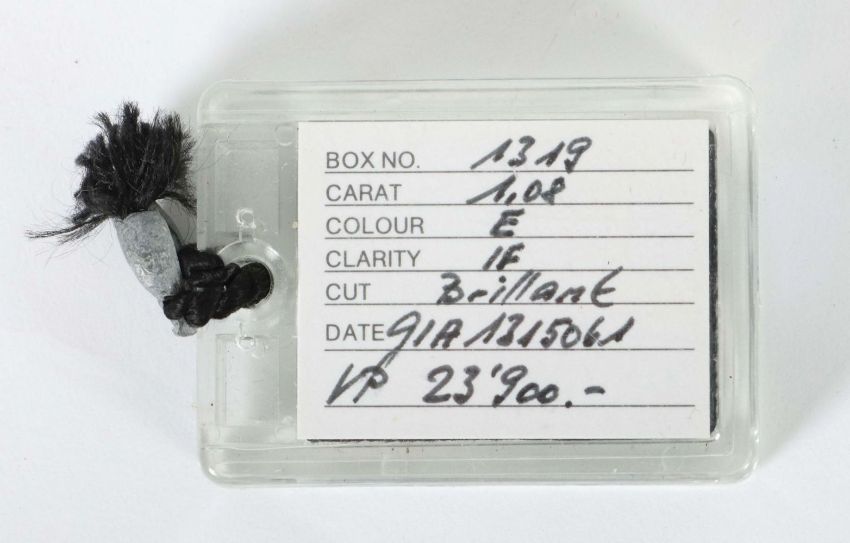 BOX NO. 1319
CARAT 1,08
COLOUR E
CLARITY IF
CUT Brillant
DATE GIA 1315061
VP 23'900.-